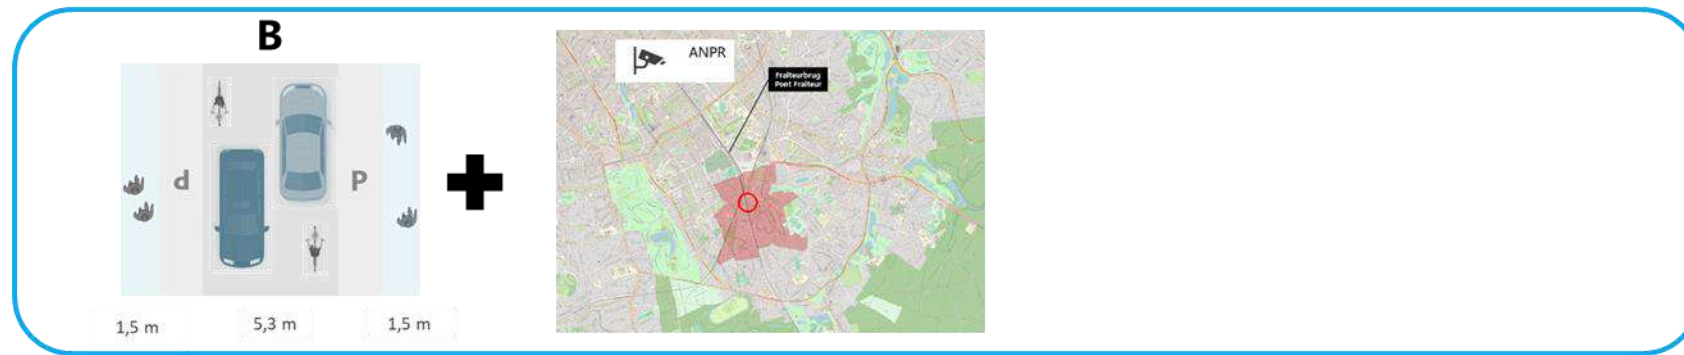 B
P
P
1,5 m
5,3 m
1,5 m
ANPR
Fraiteurbrug
Pont Fraiteur